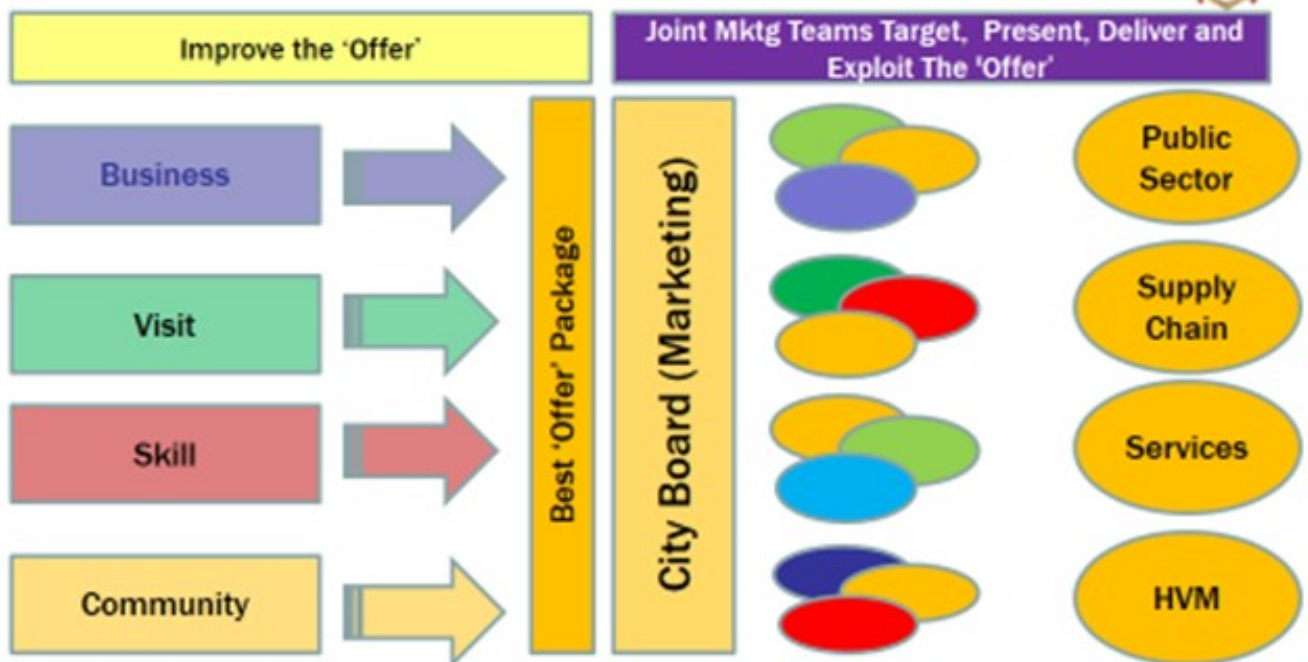 Improve the ‘Offer’
Joint Mktg Teams Target, Present, Deliver and
Exploit The 'Offer'
Business
Visit
Skill
Community
Best ‘Offer’ Package
City Board (Marketing)
Public
Sector
Supply
Chain
Services
HVM